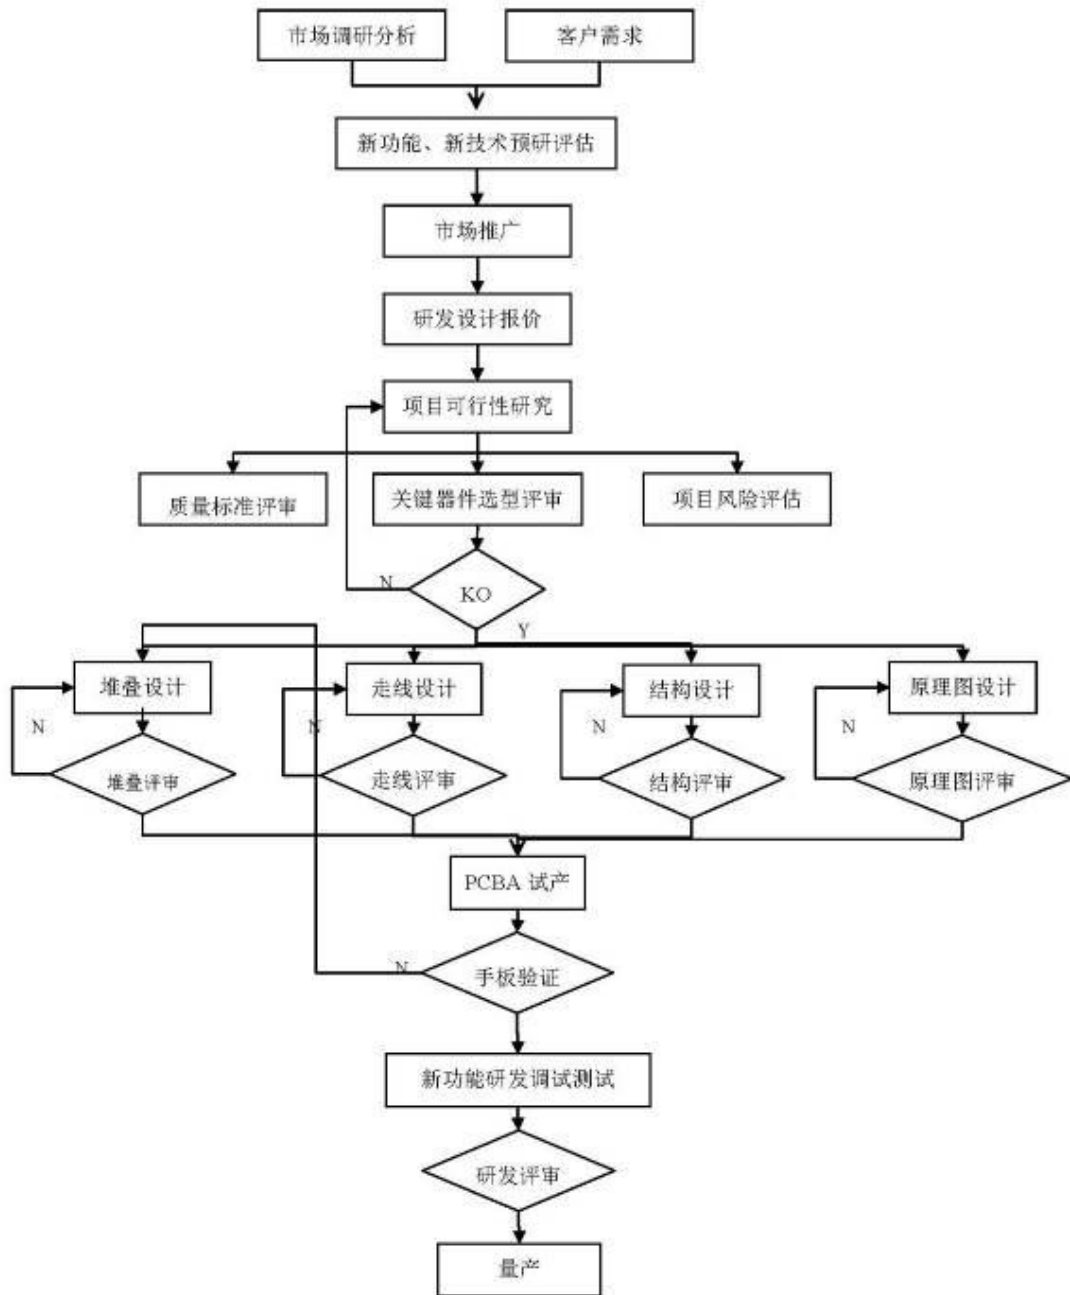 市场调研分析
客户需求
新功能、新技术预研评估
市场推广
研发设计报价
项目可行性研究
质量标准评审
关键器件选型评审
项目风险评估
N
KO
Y
堆叠设计
走线设计
结构设计
原理图设计
N
N
N
N
堆叠评审
走线评审
结构评审
原理图评审
PCBA 试产
N
手板验证
新功能研发调试测试
研发评审
量产